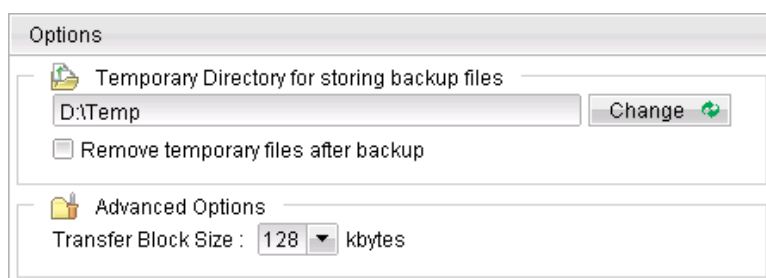 Options
Temporary Directory for storing backup files
D:\Temp Change
Remove temporary files after backup
Advanced Options
Transfer Block Size : 128 kbytes